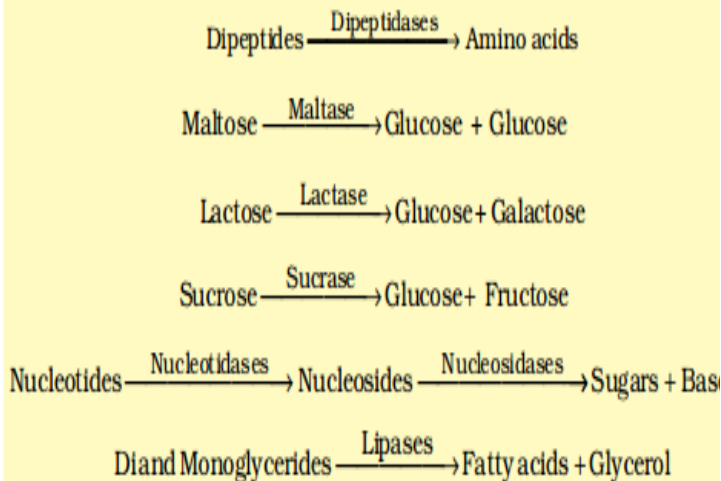 Dipeptides Dipeptidases → Amino acids
Maltose Maltase → Glucose + Glucose
Lactose Lactase → Glucose+ Galactose
Sucrose Sucrase → Glucose+ Fructose
Nucleotides Nucleotidases → Nucleosides Nucleosidases → Sugars + Base
Diand Monoglycerides Lipases → Fatty acids +Glycerol